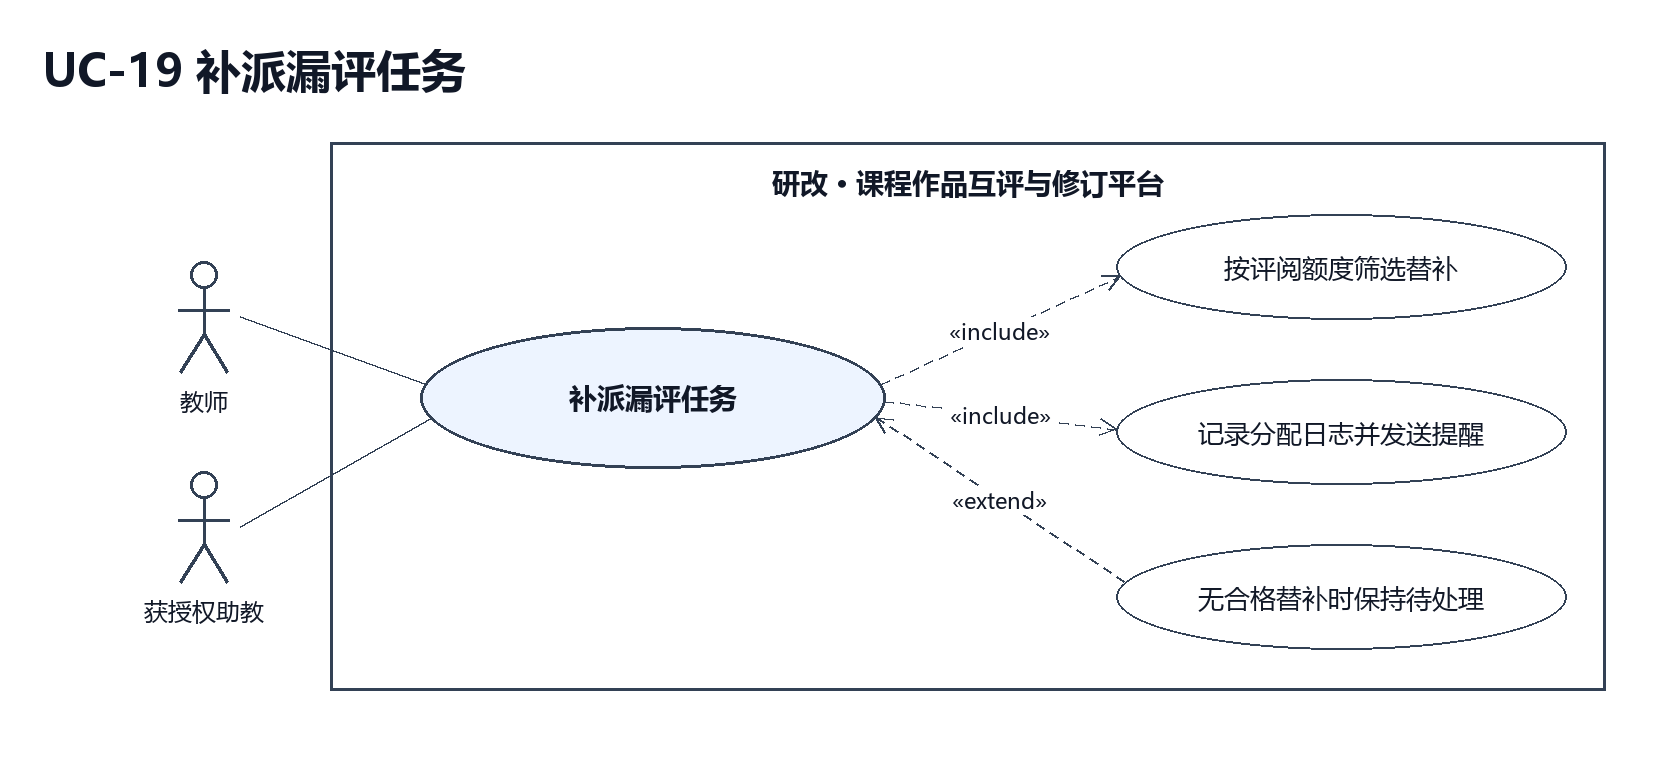 UC-19 补派漏评任务
研改·课程作品互评与修订平台
按评阅额度筛选替补
«include»
教师
补派漏评任务
«include»
记录分配日志并发送提醒
«extend»
无合格替补时保持待处理
获授权助教